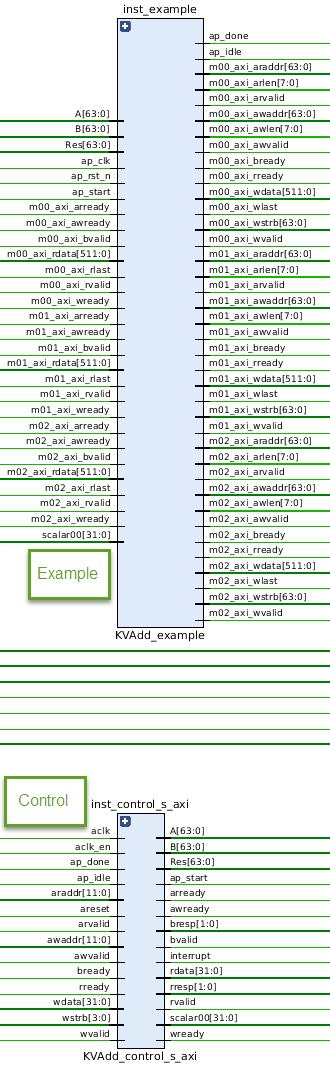 inst_example
ap_done
ap_idle
m00_axi_araddr[63:0]
m00_axi_arlen[7:0]
m00_axi_arvalid
m00_axi_awaddr[63:0]
m00_axi_awlen[7:0]
m00_axi_awvalid
m00_axi_bready
m00_axi_rready
m00_axi_wdata[511:0]
m00_axi_wlast
m00_axi_wstrb[63:0]
m00_axi_wvalid
m01_axi_araddr[63:0]
m01_axi_arlen[7:0]
m01_axi_arvalid
m01_axi_awaddr[63:0]
m01_axi_awlen[7:0]
m01_axi_awvalid
m01_axi_bready
m01_axi_rready
m01_axi_wdata[511:0]
m01_axi_wlast
m01_axi_wstrb[63:0]
m01_axi_wvalid
m02_axi_araddr[63:0]
m02_axi_arlen[7:0]
m02_axi_arvalid
m02_axi_awaddr[63:0]
m02_axi_awlen[7:0]
m02_axi_awvalid
m02_axi_bready
m02_axi_rready
m02_axi_wdata[511:0]
m02_axi_wlast
m02_axi_wstrb[63:0]
m02_axi_wvalid
A[63:0]
B[63:0]
Res[63:0]
ap_clk
ap_rst_n
ap_start
m00_axi_arready
m00_axi_awready
m00_axi_bvalid
m00_axi_rdata[511:0]
m00_axi_rlast
m00_axi_rvalid
m00_axi_wready
m01_axi_arready
m01_axi_awready
m01_axi_bvalid
m01_axi_rdata[511:0]
m01_axi_rlast
m01_axi_rvalid
m01_axi_wready
m02_axi_arready
m02_axi_awready
m02_axi_bvalid
m02_axi_rdata[511:0]
m02_axi_rlast
m02_axi_rvalid
m02_axi_wready
scalar00[31:0]
Example
KVAdd_example
Control
inst_control_s_axi
aclk
aclk_en
ap_done
ap_idle
araddr[11:0]
areset
arvalid
awaddr[11:0]
awvalid
bready
rready
wdata[31:0]
wstrb[3:0]
wvalid
A[63:0]
B[63:0]
Res[63:0]
ap_start
arready
awready
bresp[1:0]
bvalid
interrupt
rdata[31:0]
rresp[1:0]
rvalid
scalar00[31:0]
wready
KVAdd_control_s_axi